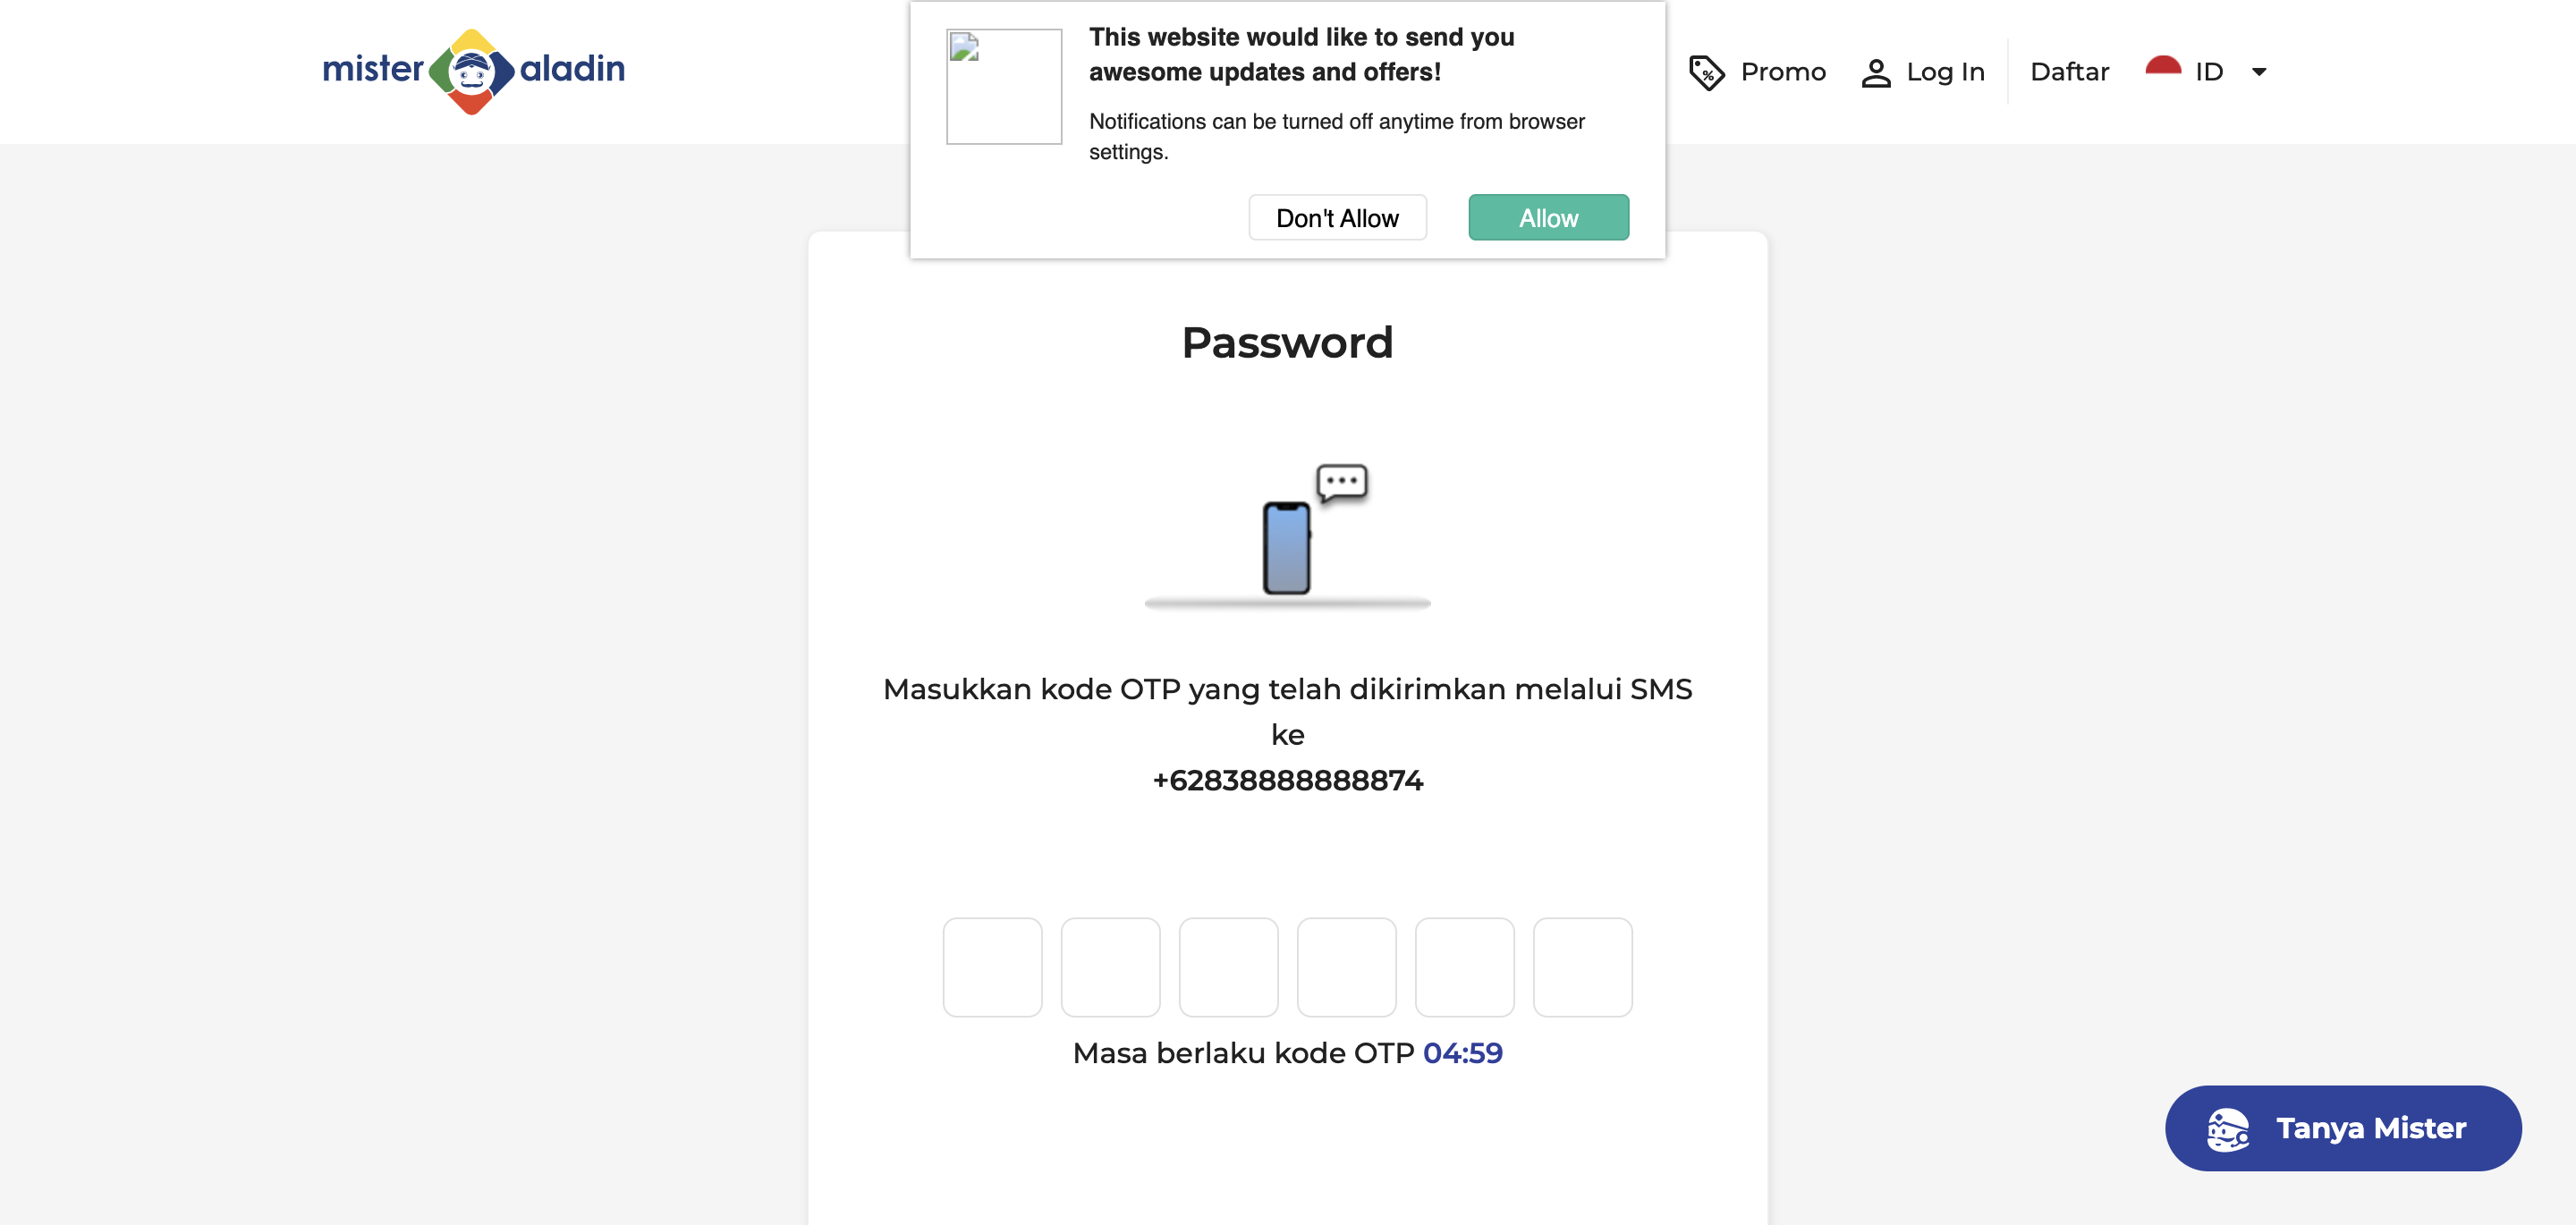 mister aladin
This website would like to send you
awesome updates and offers!
Notifications can be turned off anytime from browser
settings.
Don't Allow
Allow
Promo
Log In
Daftar
ID
Password
Masukkan kode OTP yang telah dikirimkan melalui SMS
ke
+62838888888874
Masa berlaku kode OTP 04:59
Tanya Mister